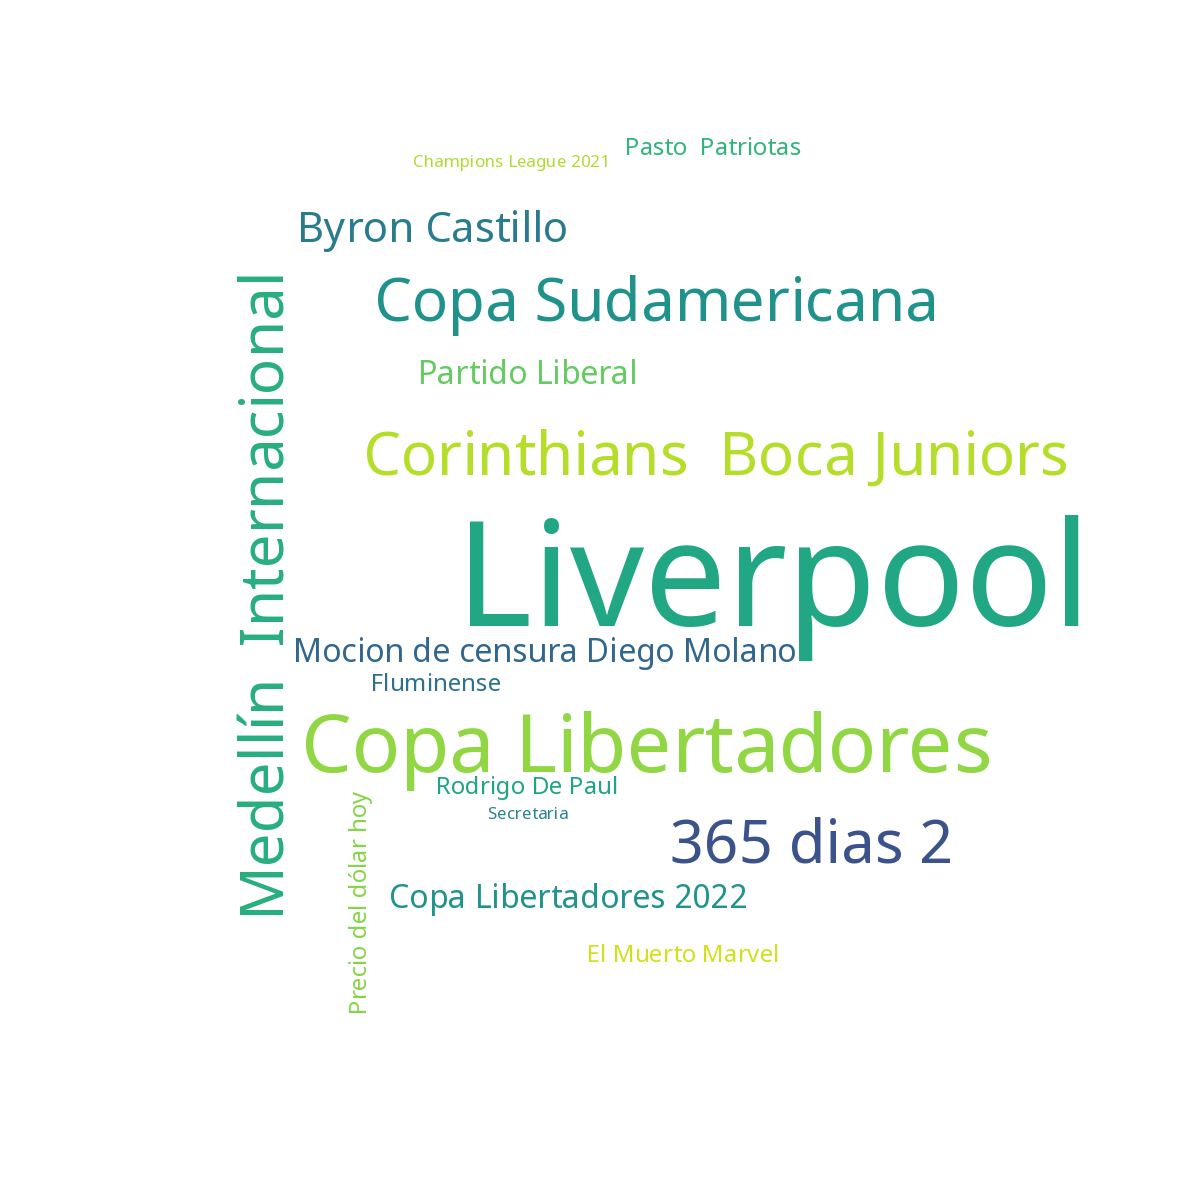 Champions League 2021
Pasto Patriotas
Byron Castillo
Copa Sudamericana
Partido Liberal
Medellín Internacional
Corinthians Boca Juniors
Liverpool
Mocion de censura Diego Molano
Fluminense
Copa Libertadores
Rodrigo De Paul
Secretaria
Precio del dólar hoy
365 dias 2
Copa Libertadores 2022
El Muerto Marvel